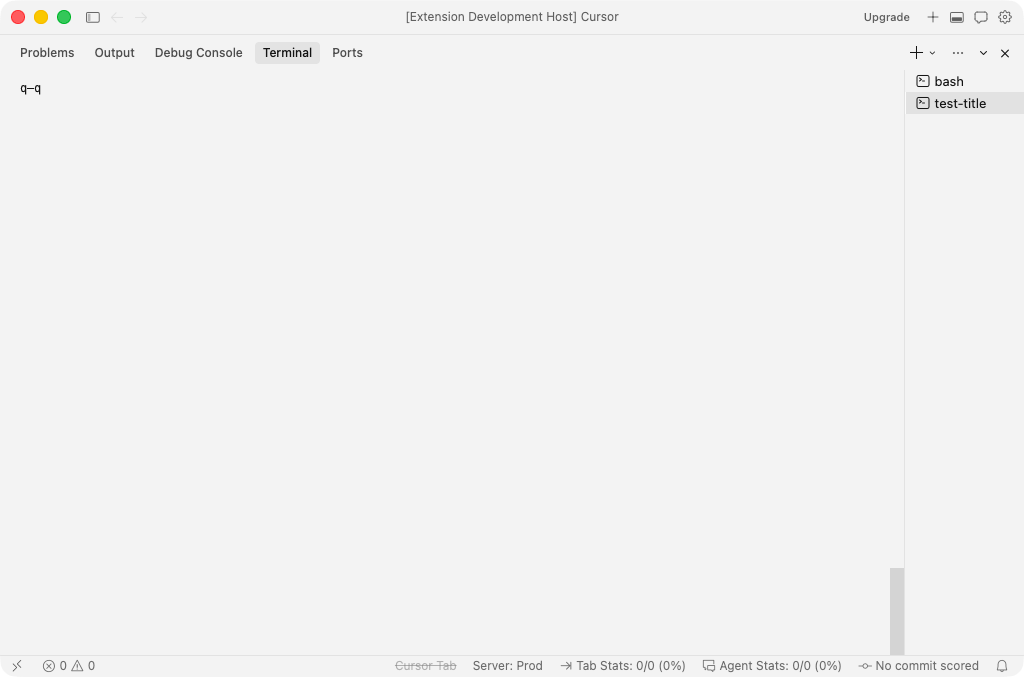 [Extension Development Host] Cursor
Upgrade
Problems Output Debug Console Terminal Ports
q—q
bash
test-title
0 0 Cursor Tab Server: Prod Tab Stats: 0/0 (0%) Agent Stats: 0/0 (0%) No commit scored